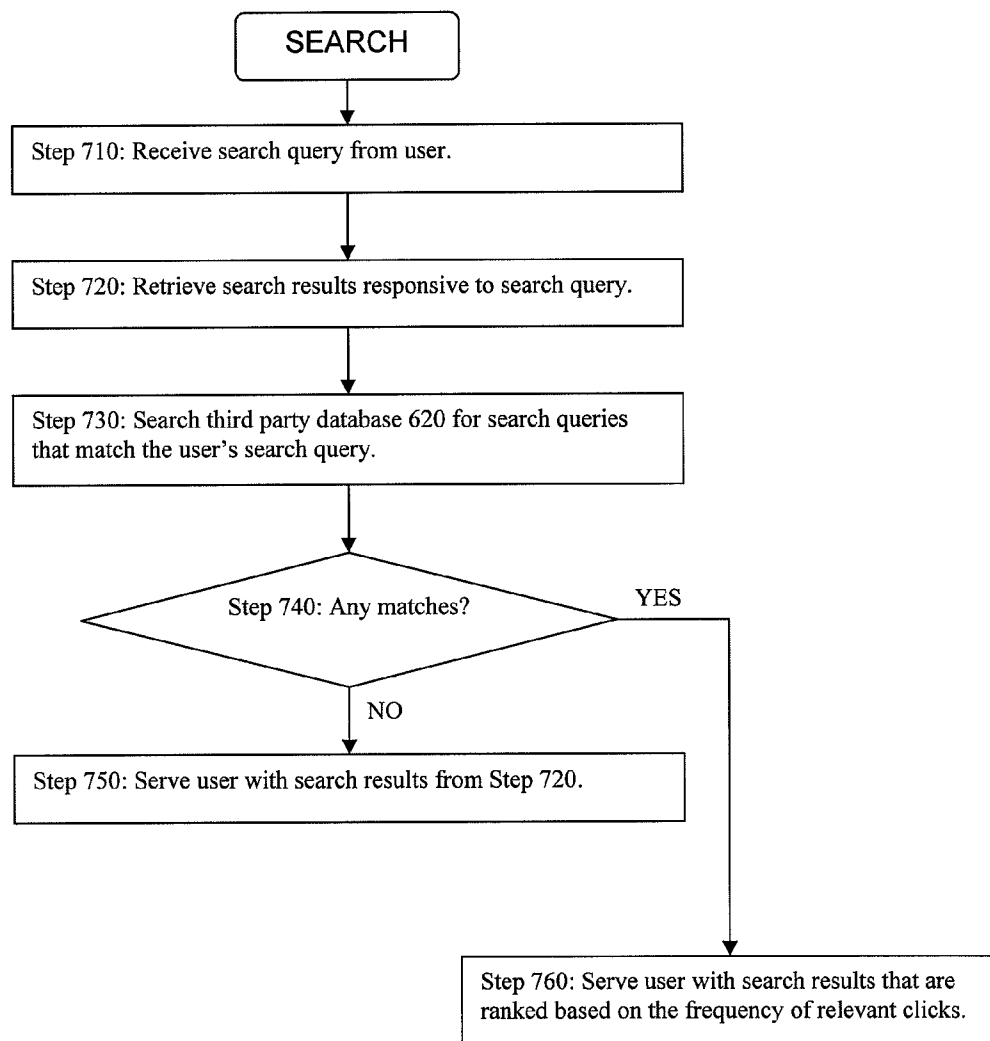 SEARCH
Step 710: Receive search query from user.
Step 720: Retrieve search results responsive to search query.
Step 730: Search third party database 620 for search queries
that match the user's search query.
Step 740: Any matches?
YES
NO
Step 750: Serve user with search results from Step 720.
Step 760: Serve user with search results that are
ranked based on the frequency of relevant clicks.